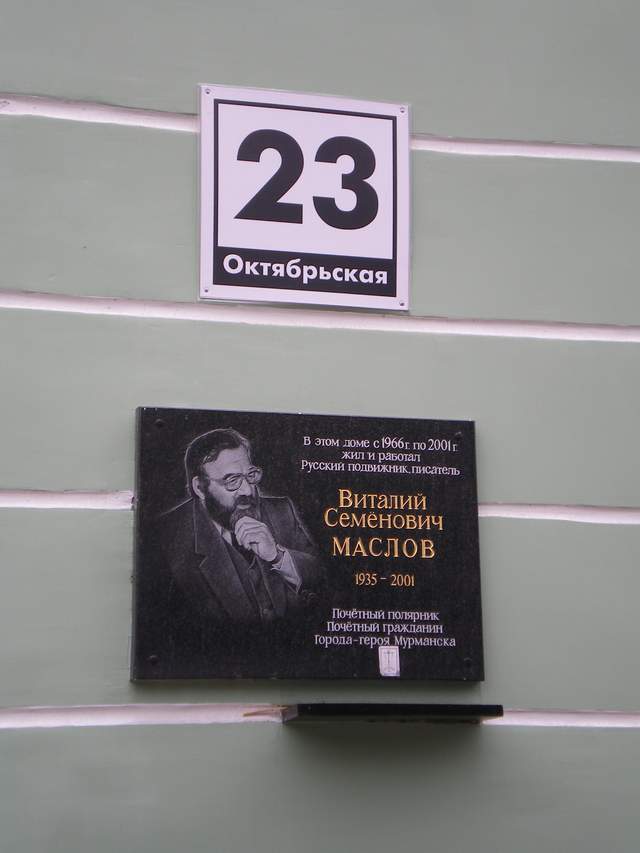 23
Октябрьская
В этом доме с 1966г. по 2001г.
жил и работал
Русский подвижник, писатель
Виталий
Семёнович
МАСЛОВ
1935 - 2001
Почётный полярник
Почётный гражданин
Города-героя Мурманска